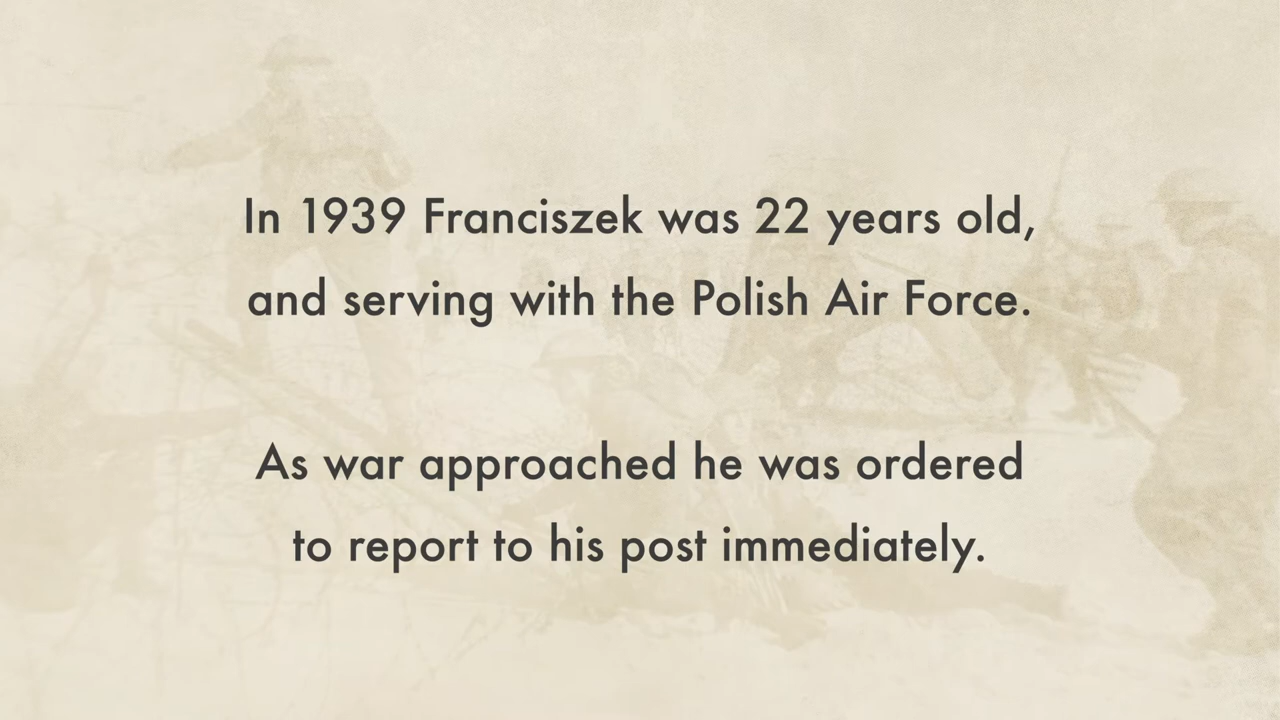 In 1939 Franciszek was 22 years old,
and serving with the Polish Air Force.
As war approached he was ordered
to report to his post immediately.